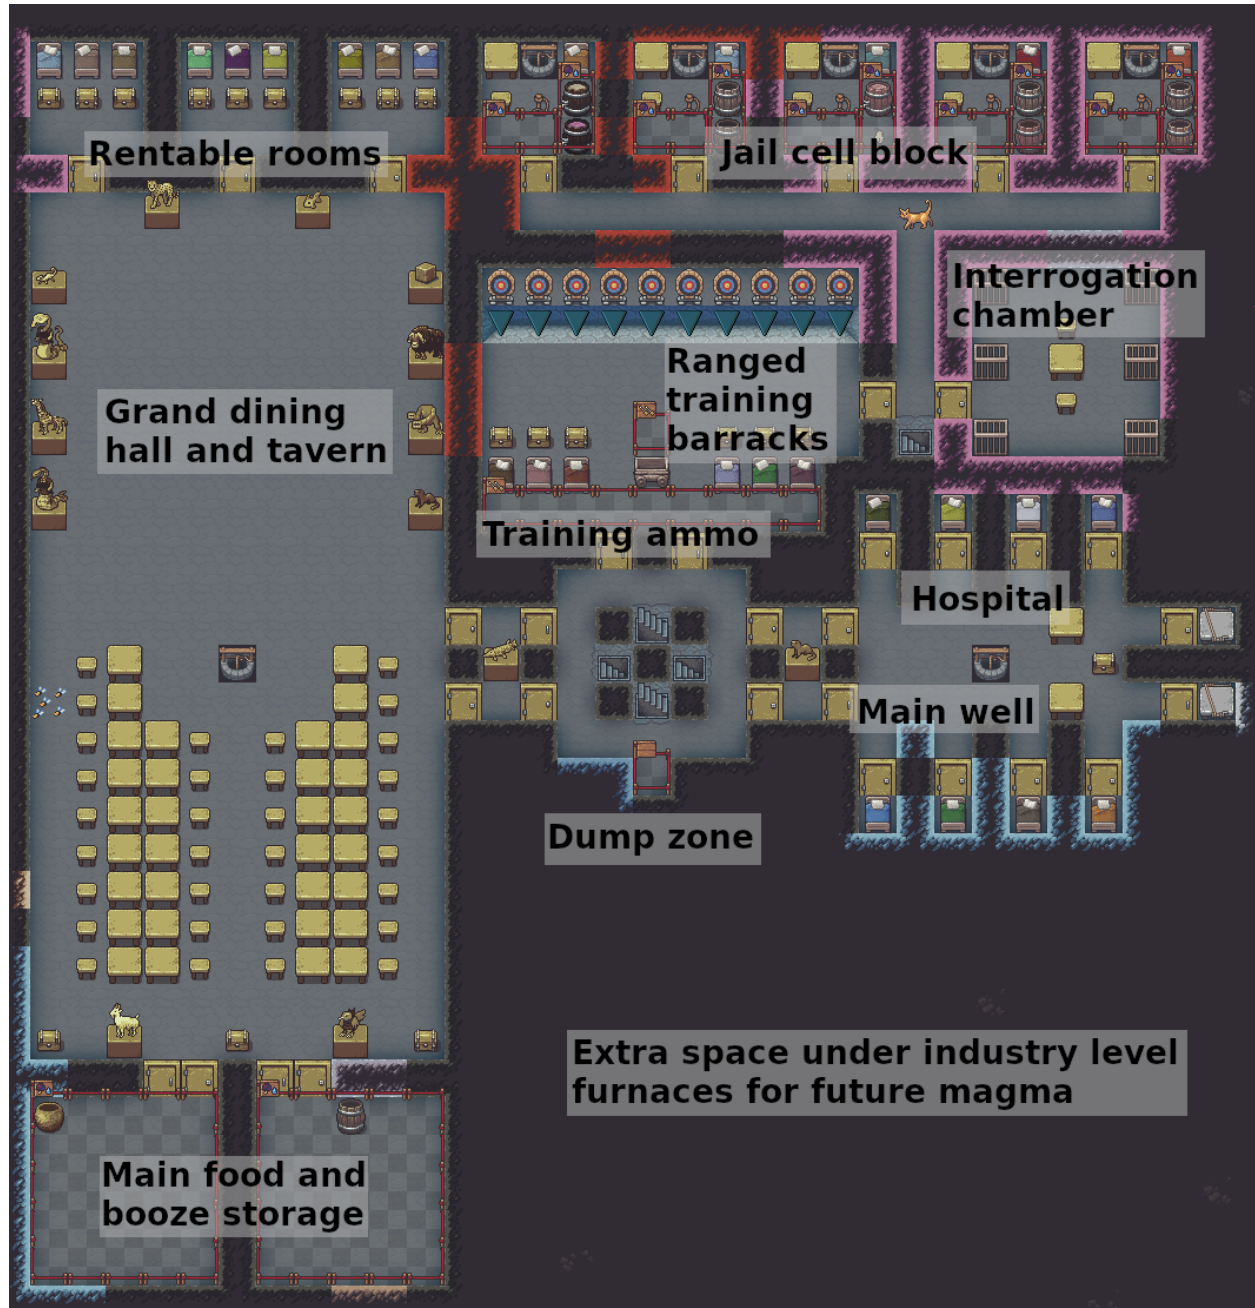 Rentable rooms
Jail cell block
Interrogation
chamber
Ranged
training
barracks
Grand dining
hall and tavern
Training ammo
Hospital
Main well
Dump zone
Extra space under industry level
furnaces for future magma
Main food and
booze storage